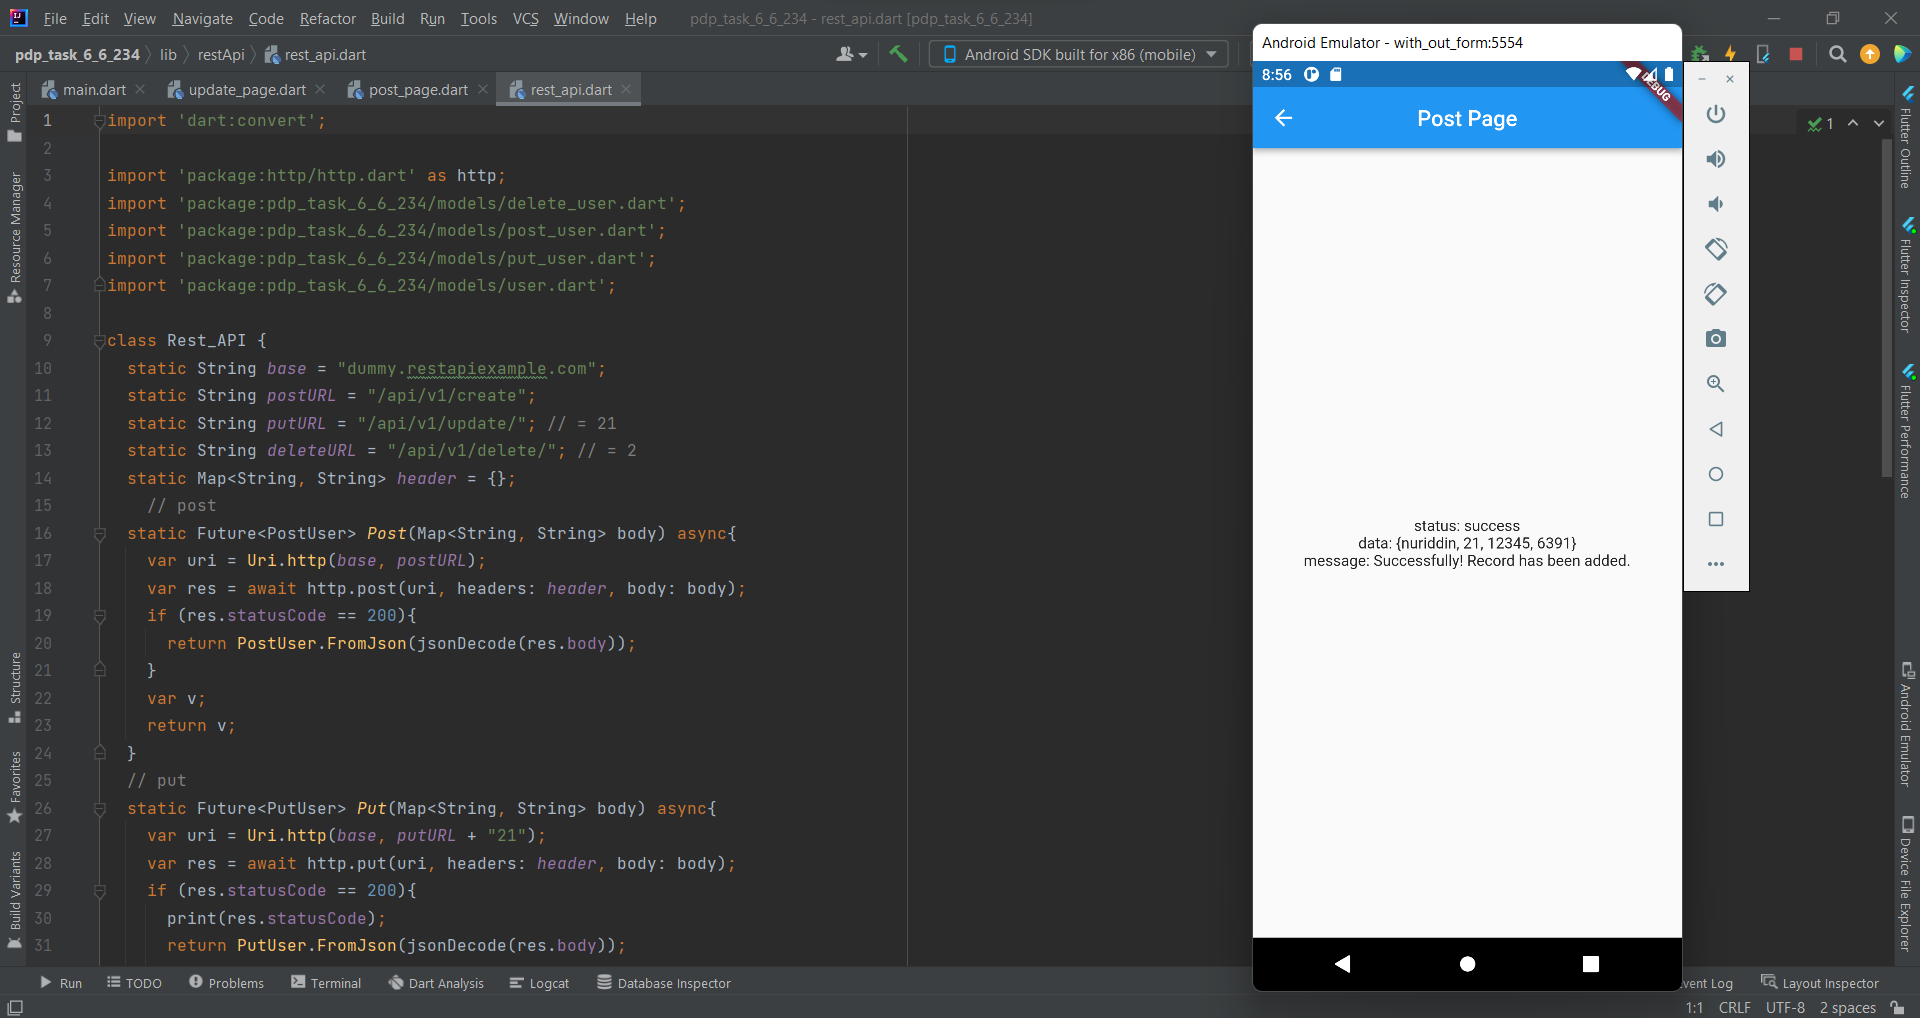 File Edit View Navigate Code Refactor Build Run Tools VCS Window Help pdp_task_6_6_234 - rest_api.dart [pdp_task_6_6_234]
pdp_task_6_6_234 lib restApi rest_api.dart Android SDK built for x86 (mobile)
main.dart update_page.dart post_page.dart rest_api.dart
1 import 'dart:convert';
2
3 import 'package:http/http.dart' as http;
4 import 'package:pdp_task_6_6_234/models/delete_user.dart';
5 import 'package:pdp_task_6_6_234/models/post_user.dart';
6 import 'package:pdp_task_6_6_234/models/put_user.dart';
7 import 'package:pdp_task_6_6_234/models/user.dart';
8
9 class Rest_API {
10 static String base = "dummy.restapiexample.com";
11 static String postURL = "/api/v1/create";
12 static String putURL = "/api/v1/update/"; // = 21
13 static String deleteURL = "/api/v1/delete/"; // = 2
14 static Map<String, String> header = {};
15 // post
16 static Future<PostUser> Post(Map<String, String> body) async{
17 var uri = Uri.http(base, postURL);
18 var res = await http.post(uri, headers: header, body: body);
19 if (res.statusCode == 200){
20 return PostUser.FromJson(jsonDecode(res.body));
21 }
22 var v;
23 return v;
24 }
25 // put
26 static Future<PutUser> Put(Map<String, String> body) async{
27 var uri = Uri.http(base, putURL + "21");
28 var res = await http.put(uri, headers: header, body: body);
29 if (res.statusCode == 200){
30 print(res.statusCode);
31 return PutUser.FromJson(jsonDecode(res.body));
Project
Resource Manager
Structure
Favorites
Build Variants
Android Emulator - with_out_form:5554
8:56
Post Page
status: success
data: {nuriddin, 21, 12345, 6391}
message: Successfully! Record has been added.
1
Flutter Outline
Flutter Inspector
Flutter Performance
Android Emulator
Device File Explorer
Run TODO Problems Terminal Dart Analysis Logcat Database Inspector vent Log Layout Inspector
1:1 CRLF UTF-8 2 spaces